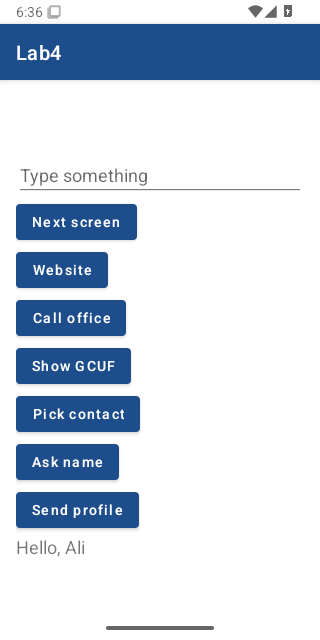 6:36
Lab4
Type something
Next screen
Website
Call office
Show GCUF
Pick contact
Ask name
Send profile
Hello, Ali